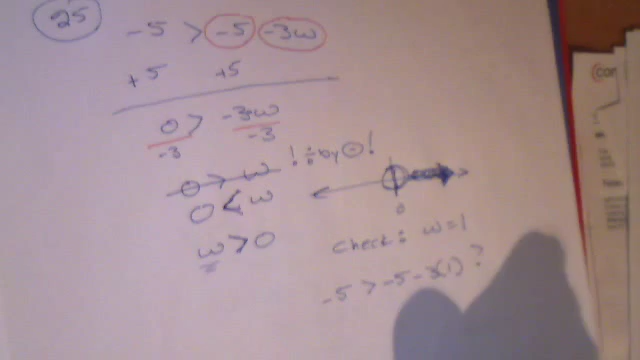 25
-5 > -5 -3w
+5 +5
0 > -3w
-3 -3
0 > w ! ÷ by - !
0 < w
w > 0
0
check: w=1
-5 > -5 -3(1) ?